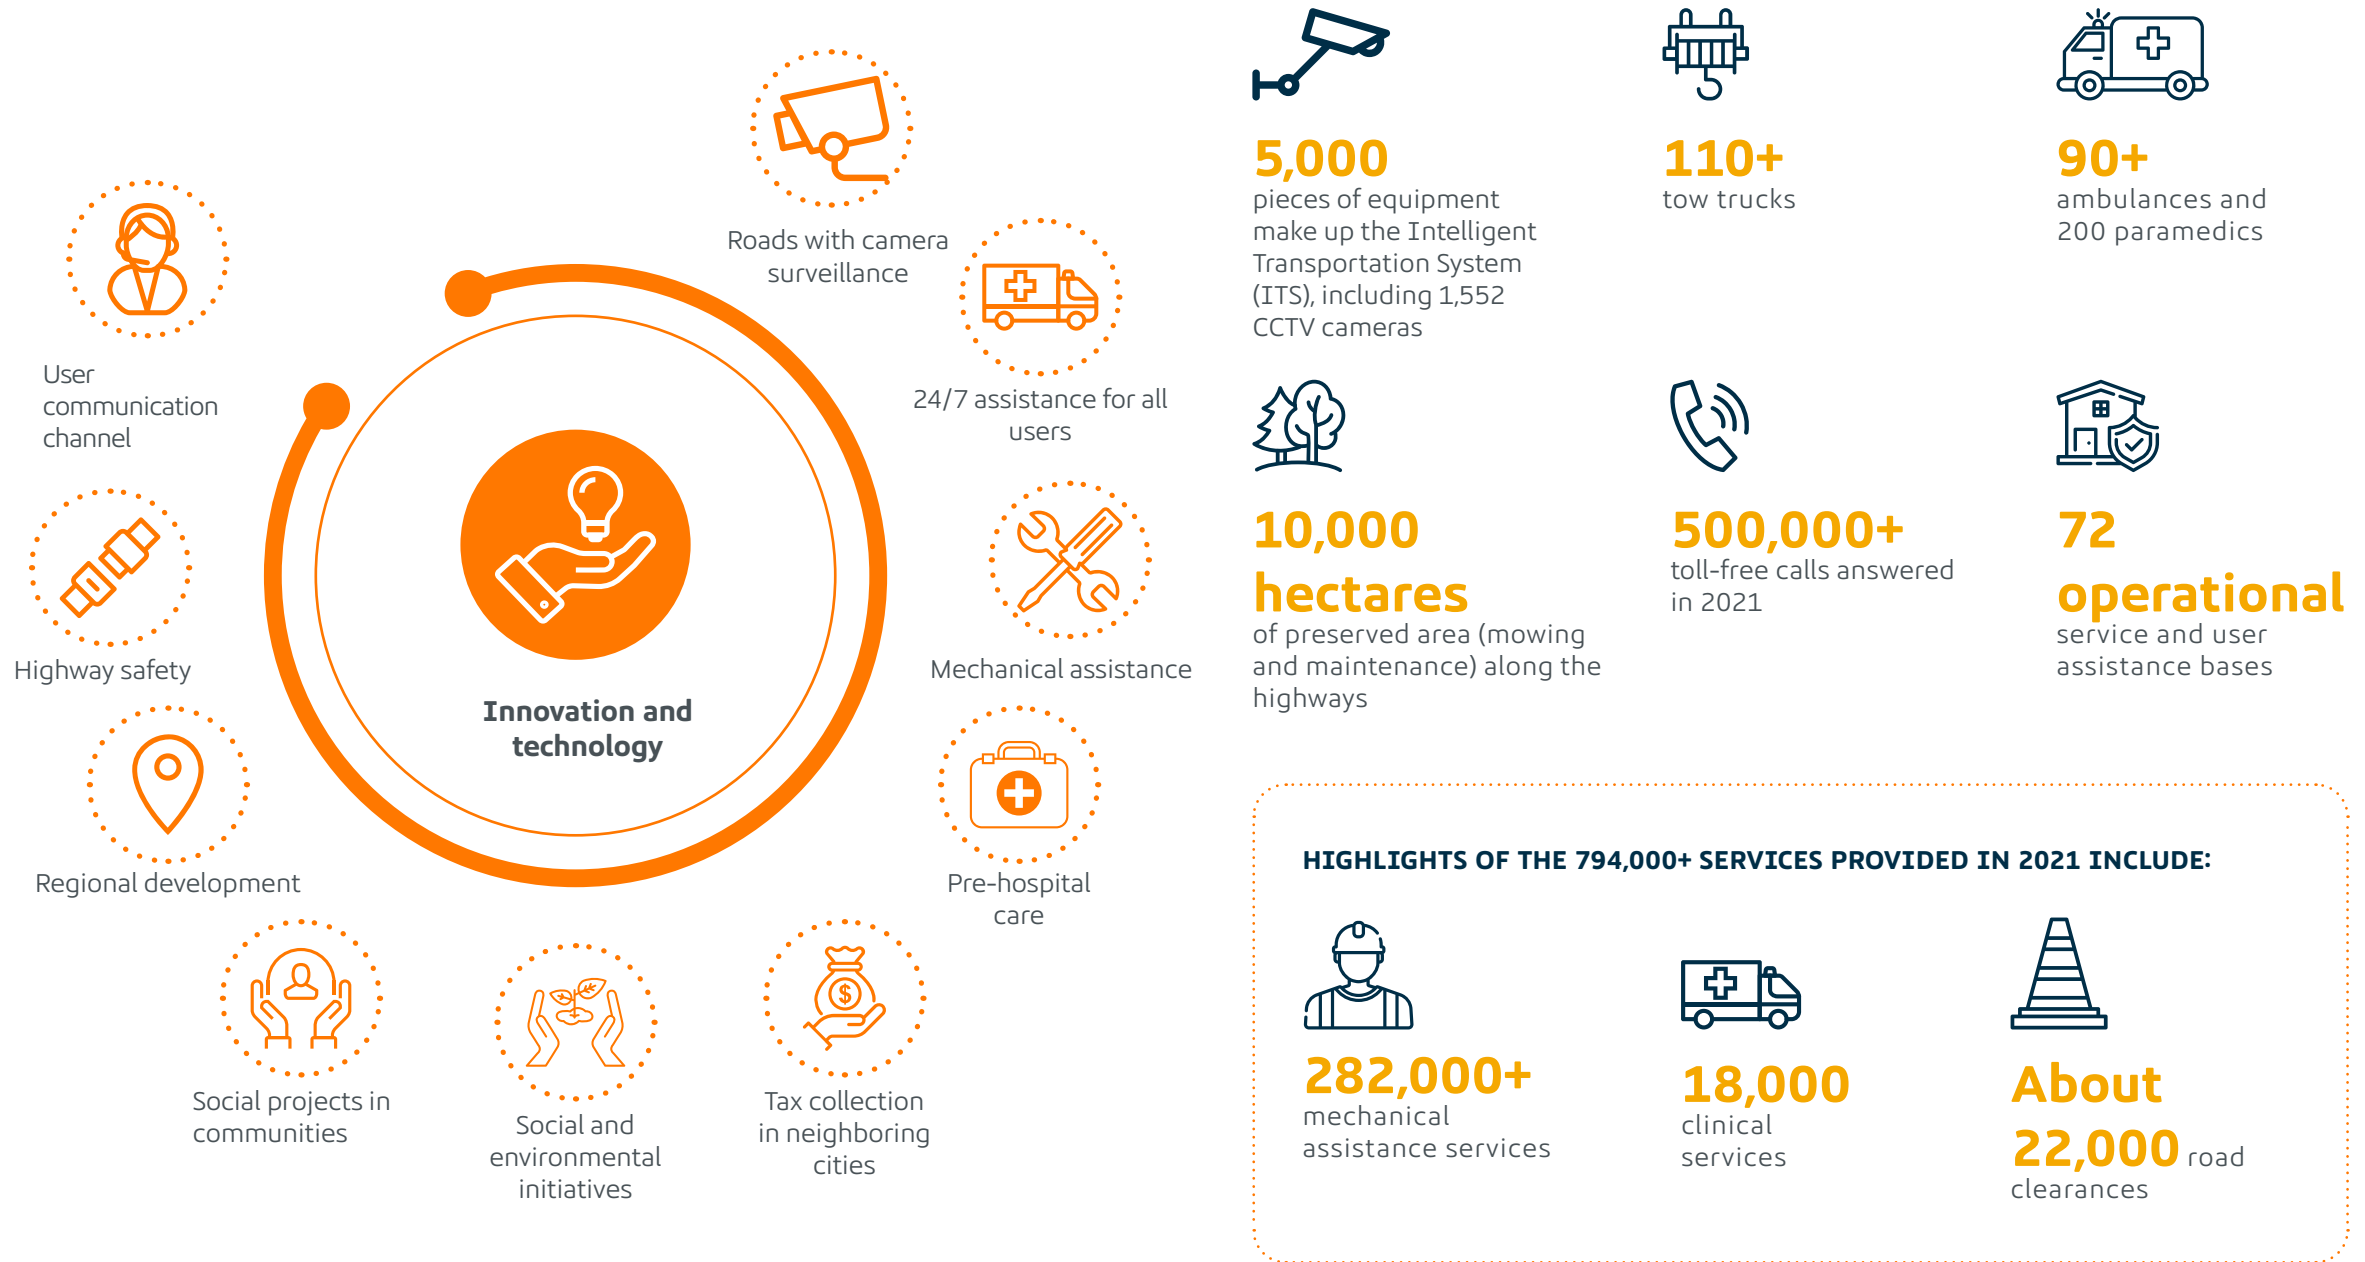 Roads with camera
surveillance
24/7 assistance for all
users
Mechanical assistance
Pre-hospital
care
Tax collection
in neighboring
cities
Social and
environmental
initiatives
Social projects in
communities
Regional development
Highway safety
User
communication
channel
Innovation and
technology
$
5,000
pieces of equipment
make up the Intelligent
Transportation System
(ITS), including 1,552
CCTV cameras
110+
tow trucks
90+
ambulances and
200 paramedics
10,000
hectares
of preserved area (mowing
and maintenance) along the
highways
500,000+
toll-free calls answered
in 2021
72
operational
service and user
assistance bases
HIGHLIGHTS OF THE 794,000+ SERVICES PROVIDED IN 2021 INCLUDE:
282,000+
mechanical
assistance services
18,000
clinical
services
About
22,000 road
clearances